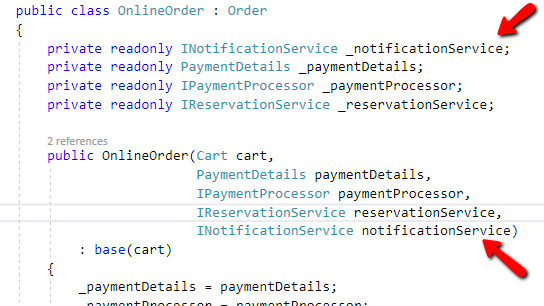 public class OnlineOrder : Order
{
private readonly INotificationService _notificationService;
private readonly PaymentDetails _paymentDetails;
private readonly IPaymentProcessor _paymentProcessor;
private readonly IReservationService _reservationService;
2 references
public OnlineOrder(Cart cart,
PaymentDetails paymentDetails,
IPaymentProcessor paymentProcessor,
IReservationService reservationService,
INotificationService notificationService)
: base(cart)
{
_paymentDetails = paymentDetails;
_paymentProcessor = paymentProcessor;